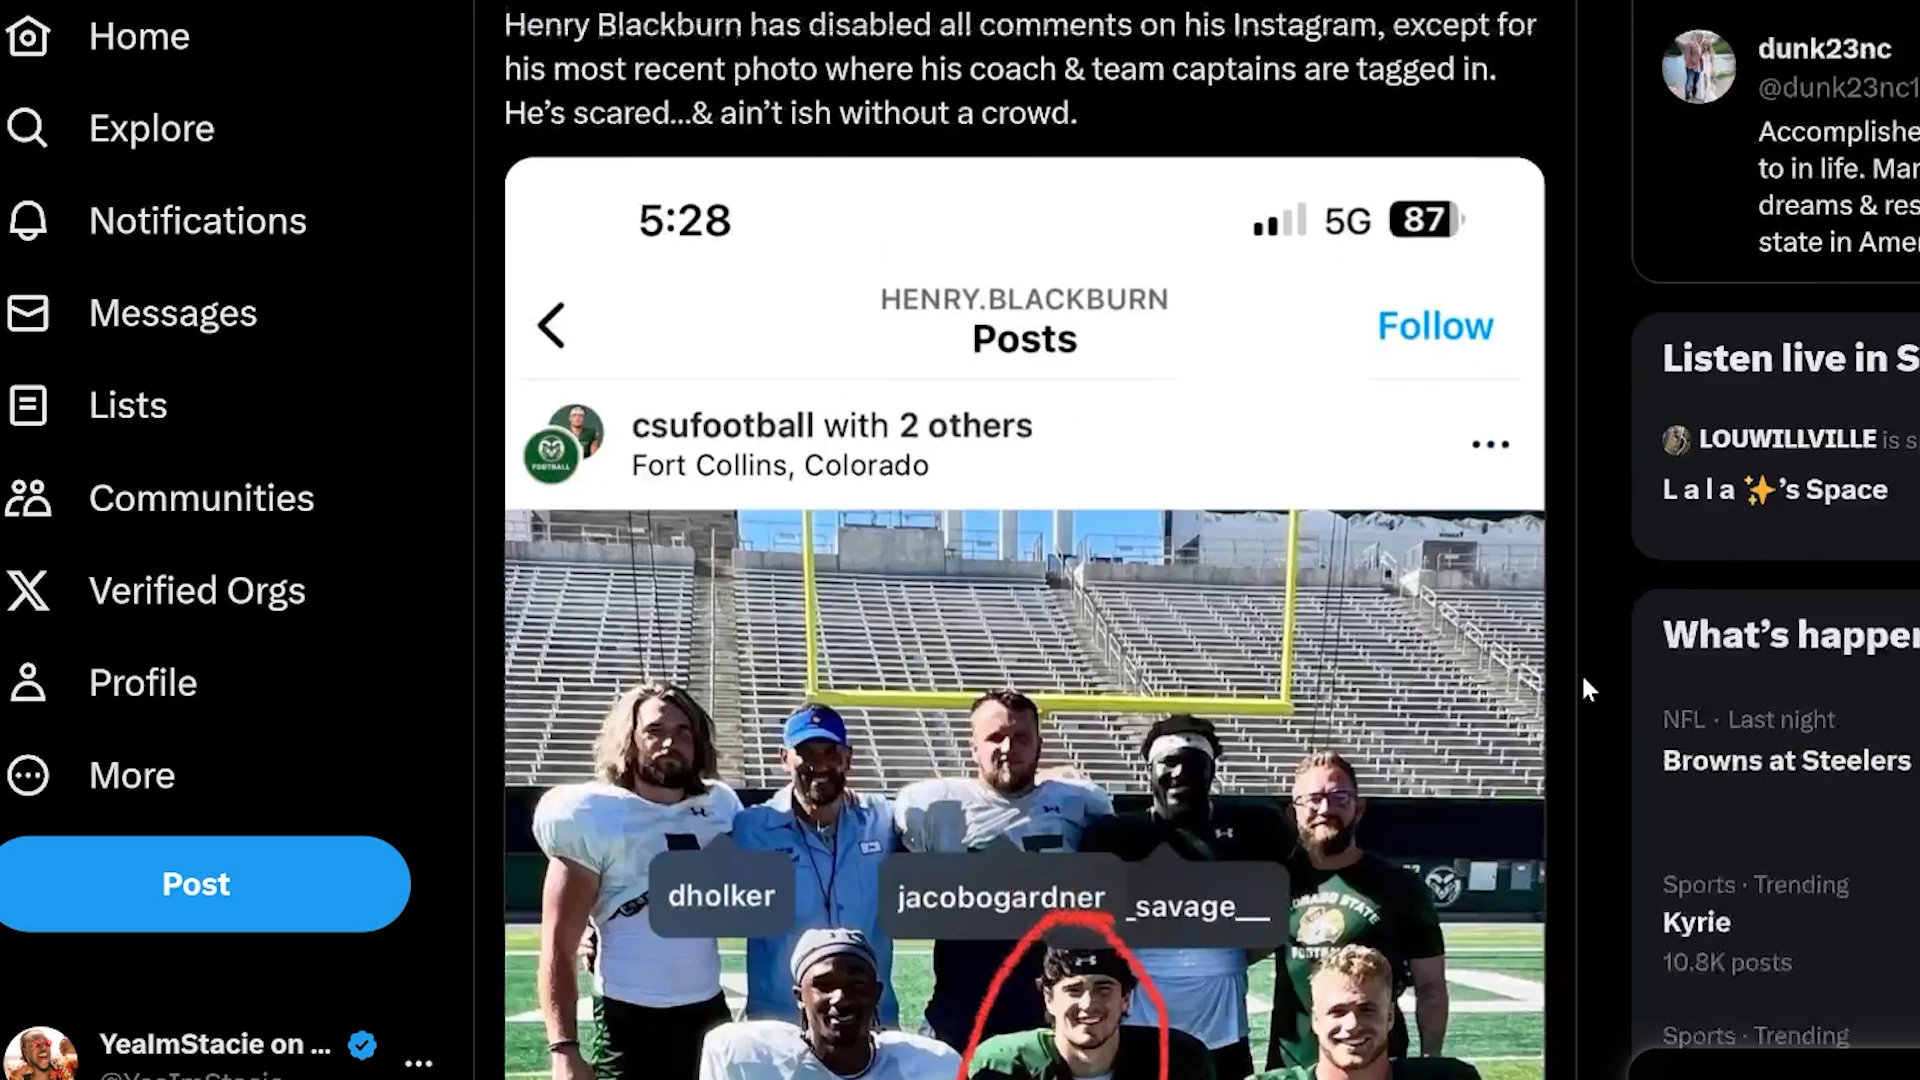 Home
Explore
Notifications
Messages
Lists
Communities
Verified Orgs
Profile
More
Post
YeaImStacie on ...
Henry Blackburn has disabled all comments on his Instagram, except for
his most recent photo where his coach & team captains are tagged in.
He's scared...& ain't ish without a crowd.
5:28
5G 87
HENRY.BLACKBURN
Posts
Follow
csufootball with 2 others
Fort Collins, Colorado
FOOTBALL
dholker
jacobogardner
_savage__
dunk23nc
@dunk23nc1
Accomplishe
to in life. Mar
dreams & res
state in Amer
Listen live in S
LOUWILLVILLE is s
L a l a ✨'s Space
What's happen
NFL · Last night
Browns at Steelers
Sports · Trending
Kyrie
10.8K posts
Sports · Trending